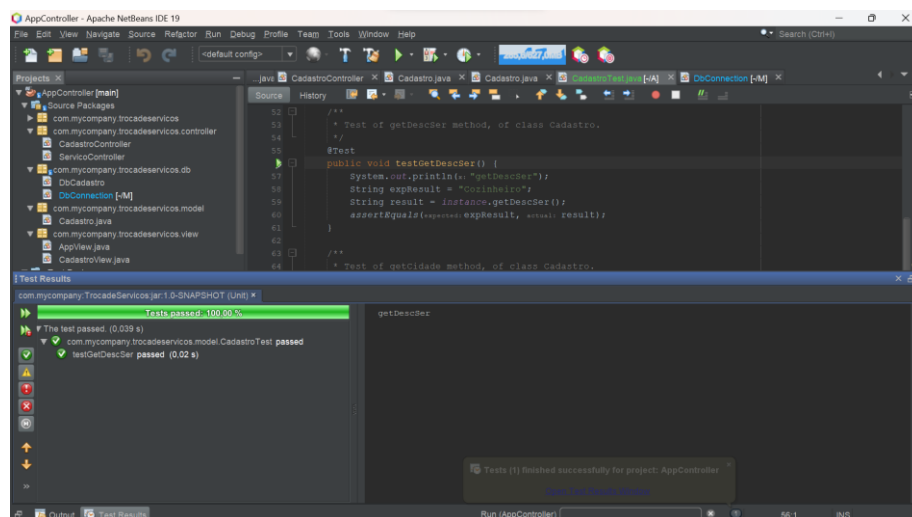 AppController - Apache NetBeans IDE 19
File Edit View Navigate Source Refactor Run Debug Profile Team Tools Window Help
Search (Ctrl+I)
<default config>
Projects
...java CadastroController Cadastro.java Cadastro.java CadastroTest.java [-/A] DbConnection [-/M]
Source History
AppController [main]
Source Packages
com.mycompany.trocadeservicos
com.mycompany.trocadeservicos.controller
CadastroController
ServicoController
com.mycompany.trocadeservicos.db
DbCadastro
DbConnection [-/M]
com.mycompany.trocadeservicos.model
Cadastro.java
com.mycompany.trocadeservicos.view
AppView.java
CadastroView.java
52 /**
53 * Test of getDescSer method, of class Cadastro.
54 */
55 @Test
public void testGetDescSer() {
57 System.out.println(x: "getDescSer");
58 String expResult = "Cozinheiro";
59 String result = instance.getDescSer();
60 assertEquals(expected: expResult, actual: result);
61 }
62
63 /**
64 * Test of getCidade method, of class Cadastro.
Test Results
com.mycompany:TrocadeServicos:jar:1.0-SNAPSHOT (Unit) ×
Tests passed: 100,00 %
The test passed. (0,039 s)
com.mycompany.trocadeservicos.model.CadastroTest passed
testGetDescSer passed (0,02 s)
getDescSer
Tests (1) finished successfully for project: AppController
Output Test Results
Run (AppController)
56:1 INS